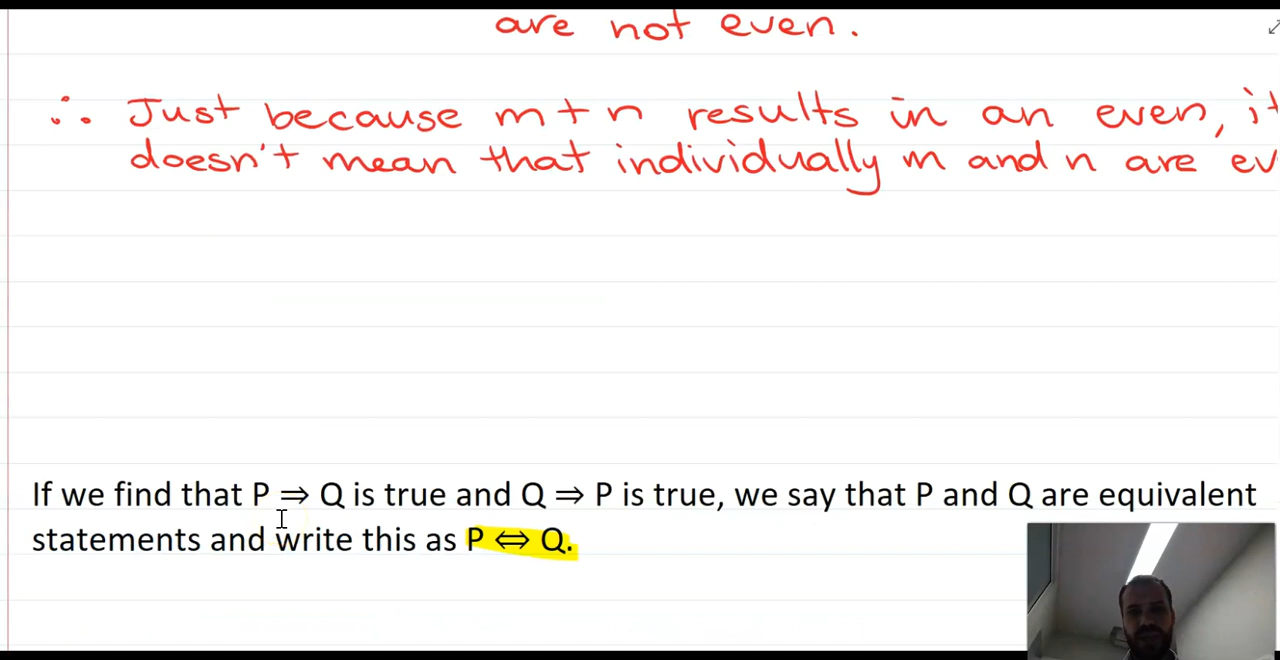 are not even.
∴ Just because m + n results in an even, it
doesn't mean that individually m and n are ev
If we find that P ⇒ Q is true and Q ⇒ P is true, we say that P and Q are equivalent
statements and write this as P ⇔ Q.